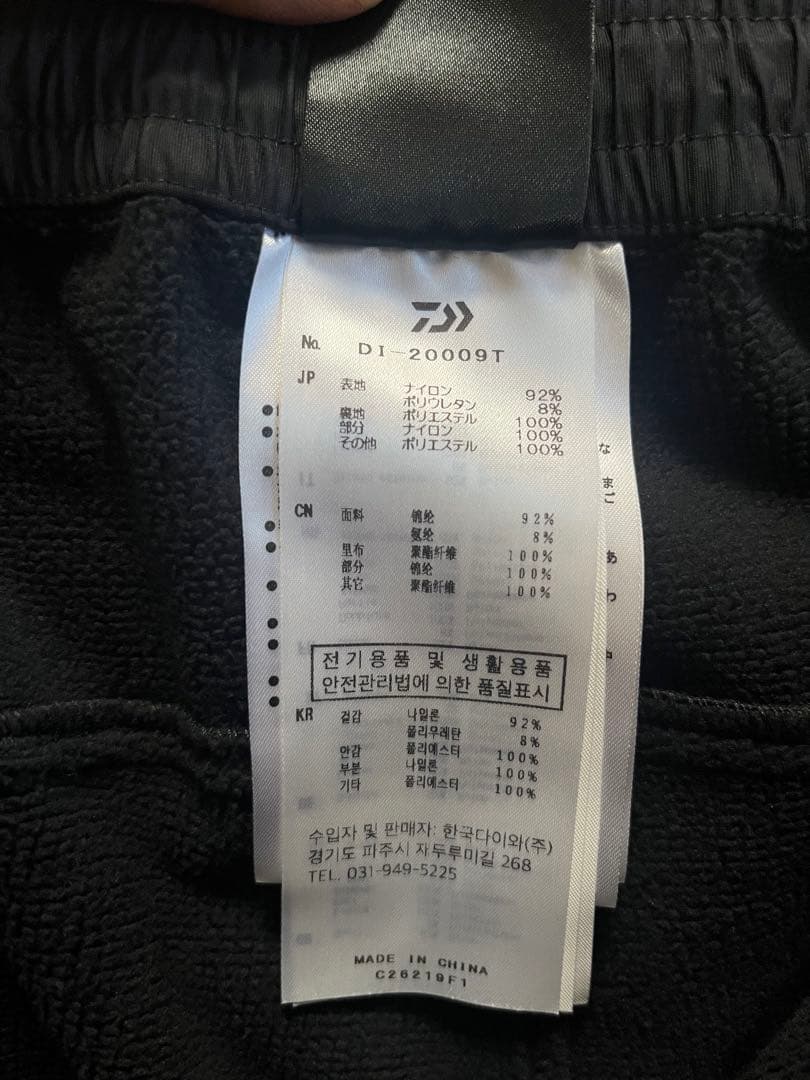 No. DI-20009T
JP 表地 ナイロン 92%
ポリウレタン 8%
裏地 ポリエステル 100%
部分 ナイロン 100%
その他 ポリエステル 100%
CN 面料 锦纶 92%
氨纶 8%
里布 聚酯纤维 100%
部分 锦纶 100%
其它 聚酯纤维 100%
전기용품 및 생활용품
안전관리법에 의한 품질표시
KR 겉감 나일론 92%
폴리우레탄 8%
안감 폴리에스터 100%
부분 나일론 100%
기타 폴리에스터 100%
수입자 및 판매자: 한국다이와(주)
경기도 파주시 재두루미길 268
TEL. 031-949-5225
MADE IN CHINA
C26219F1
な
ま
ご
あ
わ